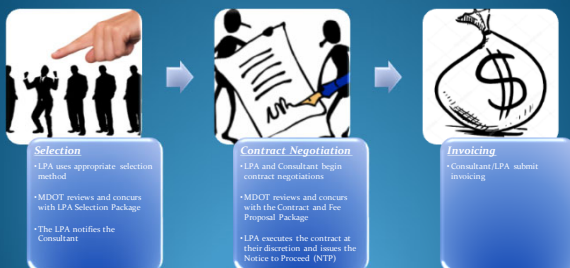 Selection
•LPA uses appropriate selection
method
•MDOT reviews and concurs
with LPA Selection Package
•The LPA notifies the
Consultant
Contract Negotiation
•LPA and Consultant begin
contract negotiations
•MDOT reviews and concurs
with the Contract and Fee
Proposal Package
•LPA executes the contract at
their discretion and issues the
Notice to Proceed (NTP)
Invoicing
•Consultant/LPA submit
invoicing